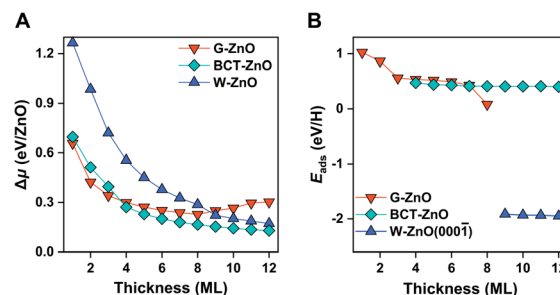 A
B
Δμ (eV/ZnO)
1.2
0.9
0.6
0.3
0.0
G-ZnO
BCT-ZnO
W-ZnO
2 4 6 8 10 12
Thickness (ML)
E_ads (eV/H)
1
0
-1
-2
G-ZnO
BCT-ZnO
W-ZnO(0001̄)
2 4 6 8 10 12
Thickness (ML)